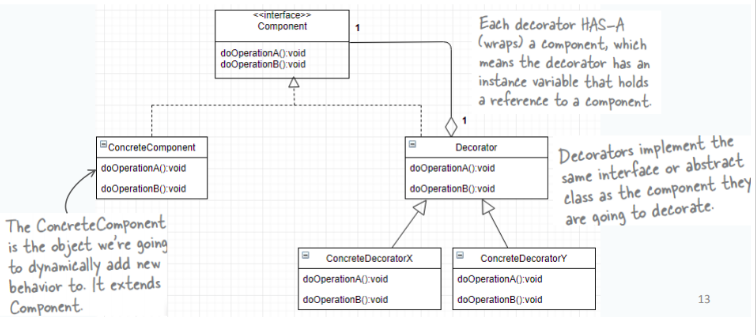 <<interface>>
Component
doOperationA():void
doOperationB():void
1
Each decorator HAS-A
(wraps) a component, which
means the decorator has an
instance variable that holds
a reference to a component.
1
ConcreteComponent
doOperationA():void
doOperationB():void
Decorator
doOperationA():void
doOperationB():void
Decorators implement the
same interface or abstract
class as the component they
are going to decorate.
The ConcreteComponent
is the object we're going
to dynamically add new
behavior to. It extends
Component.
ConcreteDecoratorX
doOperationA():void
doOperationB():void
ConcreteDecoratorY
doOperationA():void
doOperationB():void
13